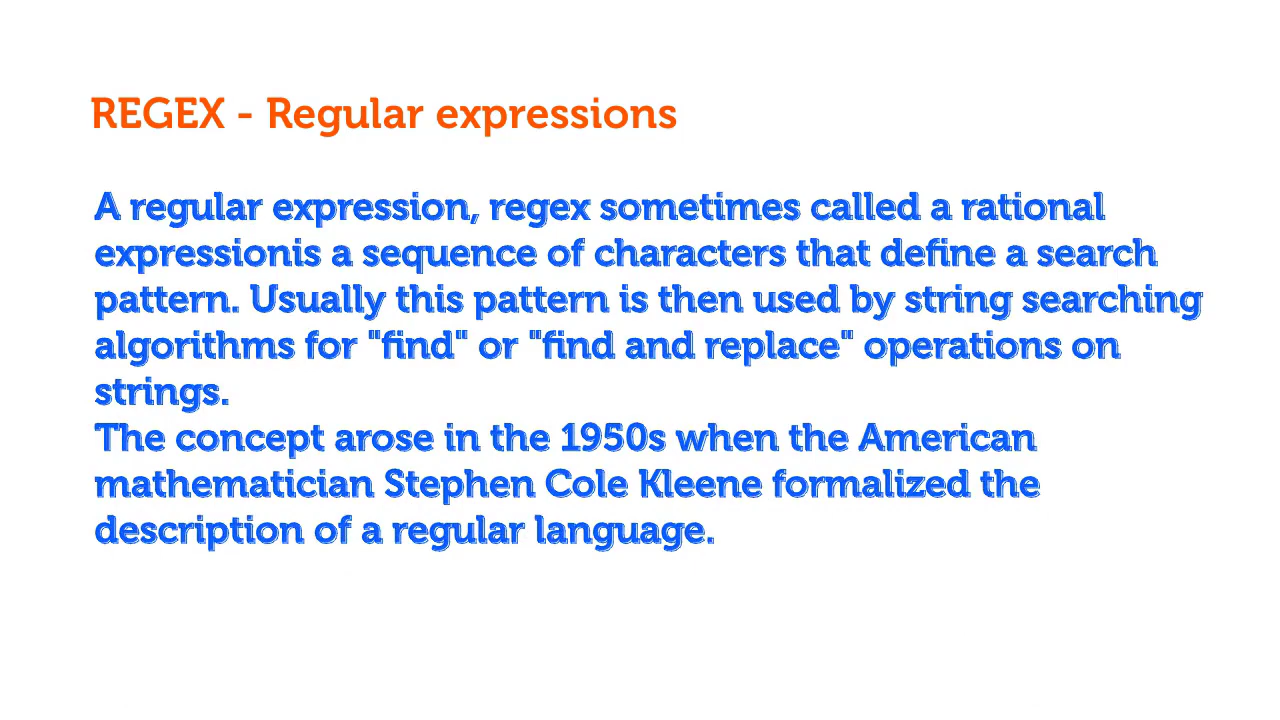 REGEX - Regular expressions
A regular expression, regex sometimes called a rational
expressionis a sequence of characters that define a search
pattern. Usually this pattern is then used by string searching
algorithms for "find" or "find and replace" operations on
strings.
The concept arose in the 1950s when the American
mathematician Stephen Cole Kleene formalized the
description of a regular language.